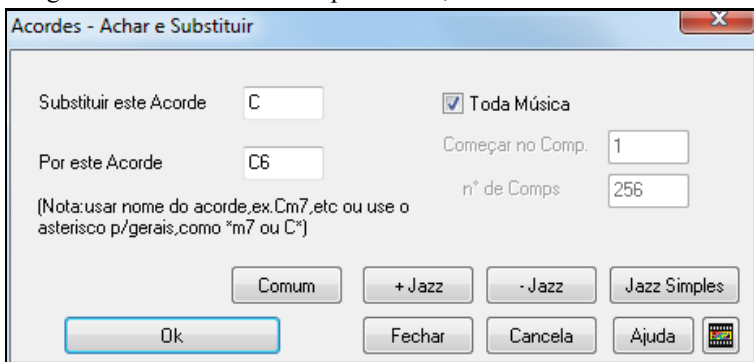 Acordes - Achar e Substituir
Substituir este Acorde C
Toda Música
Por este Acorde C6
Começar no Comp. 1
n° de Comps 256
(Nota:usar nome do acorde,ex.Cm7,etc ou use o
asterisco p/gerais,como *m7 ou C*)
Comum + Jazz - Jazz Jazz Simples
Ok Fechar Cancela Ajuda